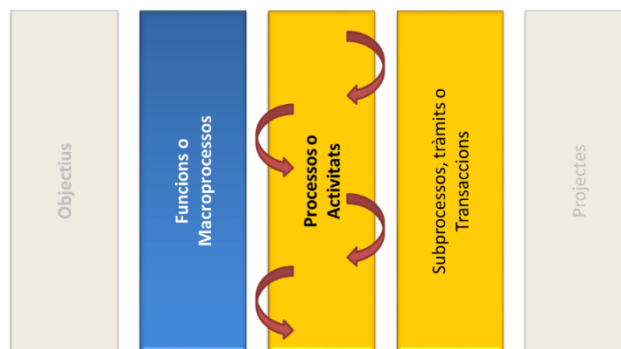 Objectius
Funcions o
Macroprocessos
Processos o
Activitats
Subprocessos, tràmits o
Transaccions
Projectes